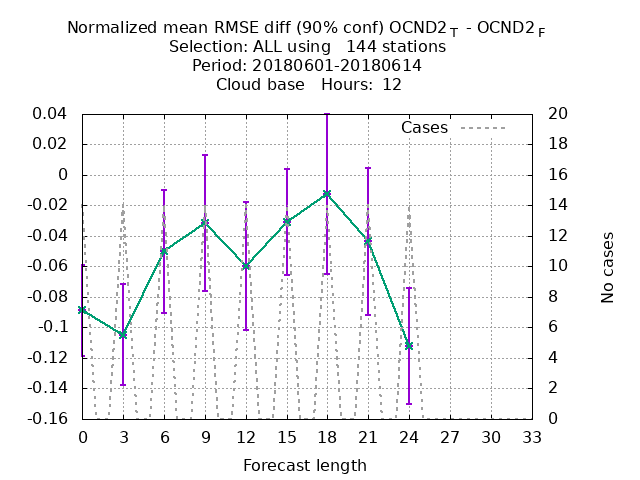 Normalized mean RMSE diff (90% conf) OCND2 T - OCND2 F
Selection: ALL using 144 stations
Period: 20180601-20180614
Cloud base Hours: 12
Cases
0.04
0.02
0
-0.02
-0.04
-0.06
-0.08
-0.1
-0.12
-0.14
-0.16
20
18
16
14
12
10
8
6
4
2
0
No cases
0 3 6 9 12 15 18 21 24 27 30 33
Forecast length